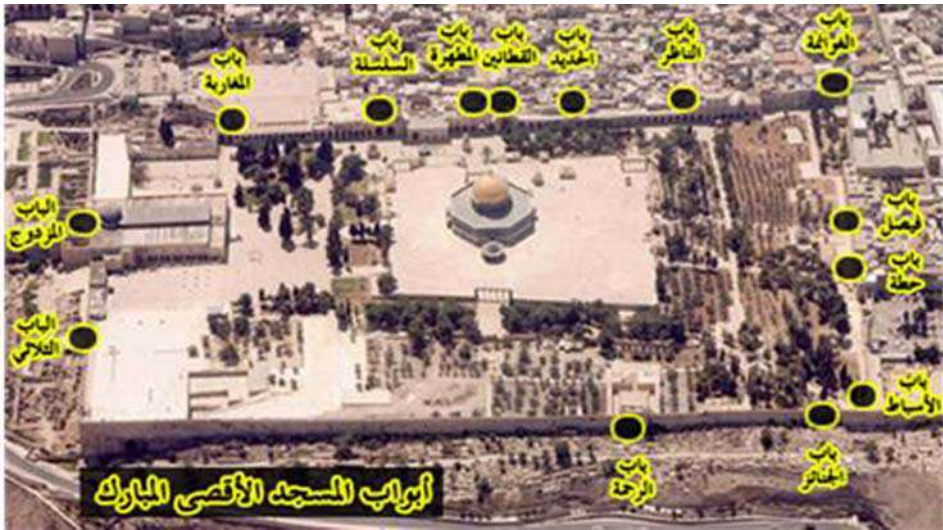 باب
الغوانمة
باب
الناظر
باب
الحديد
باب
القطانين
باب
المطهرة
باب
السلسلة
باب
المغاربة
باب
فيصل
باب
حطة
الباب
المزدوج
الباب
الثلاثي
باب
الأسباط
باب
الجنائز
باب
الرحمة
أبواب المسجد الأقصى المبارك